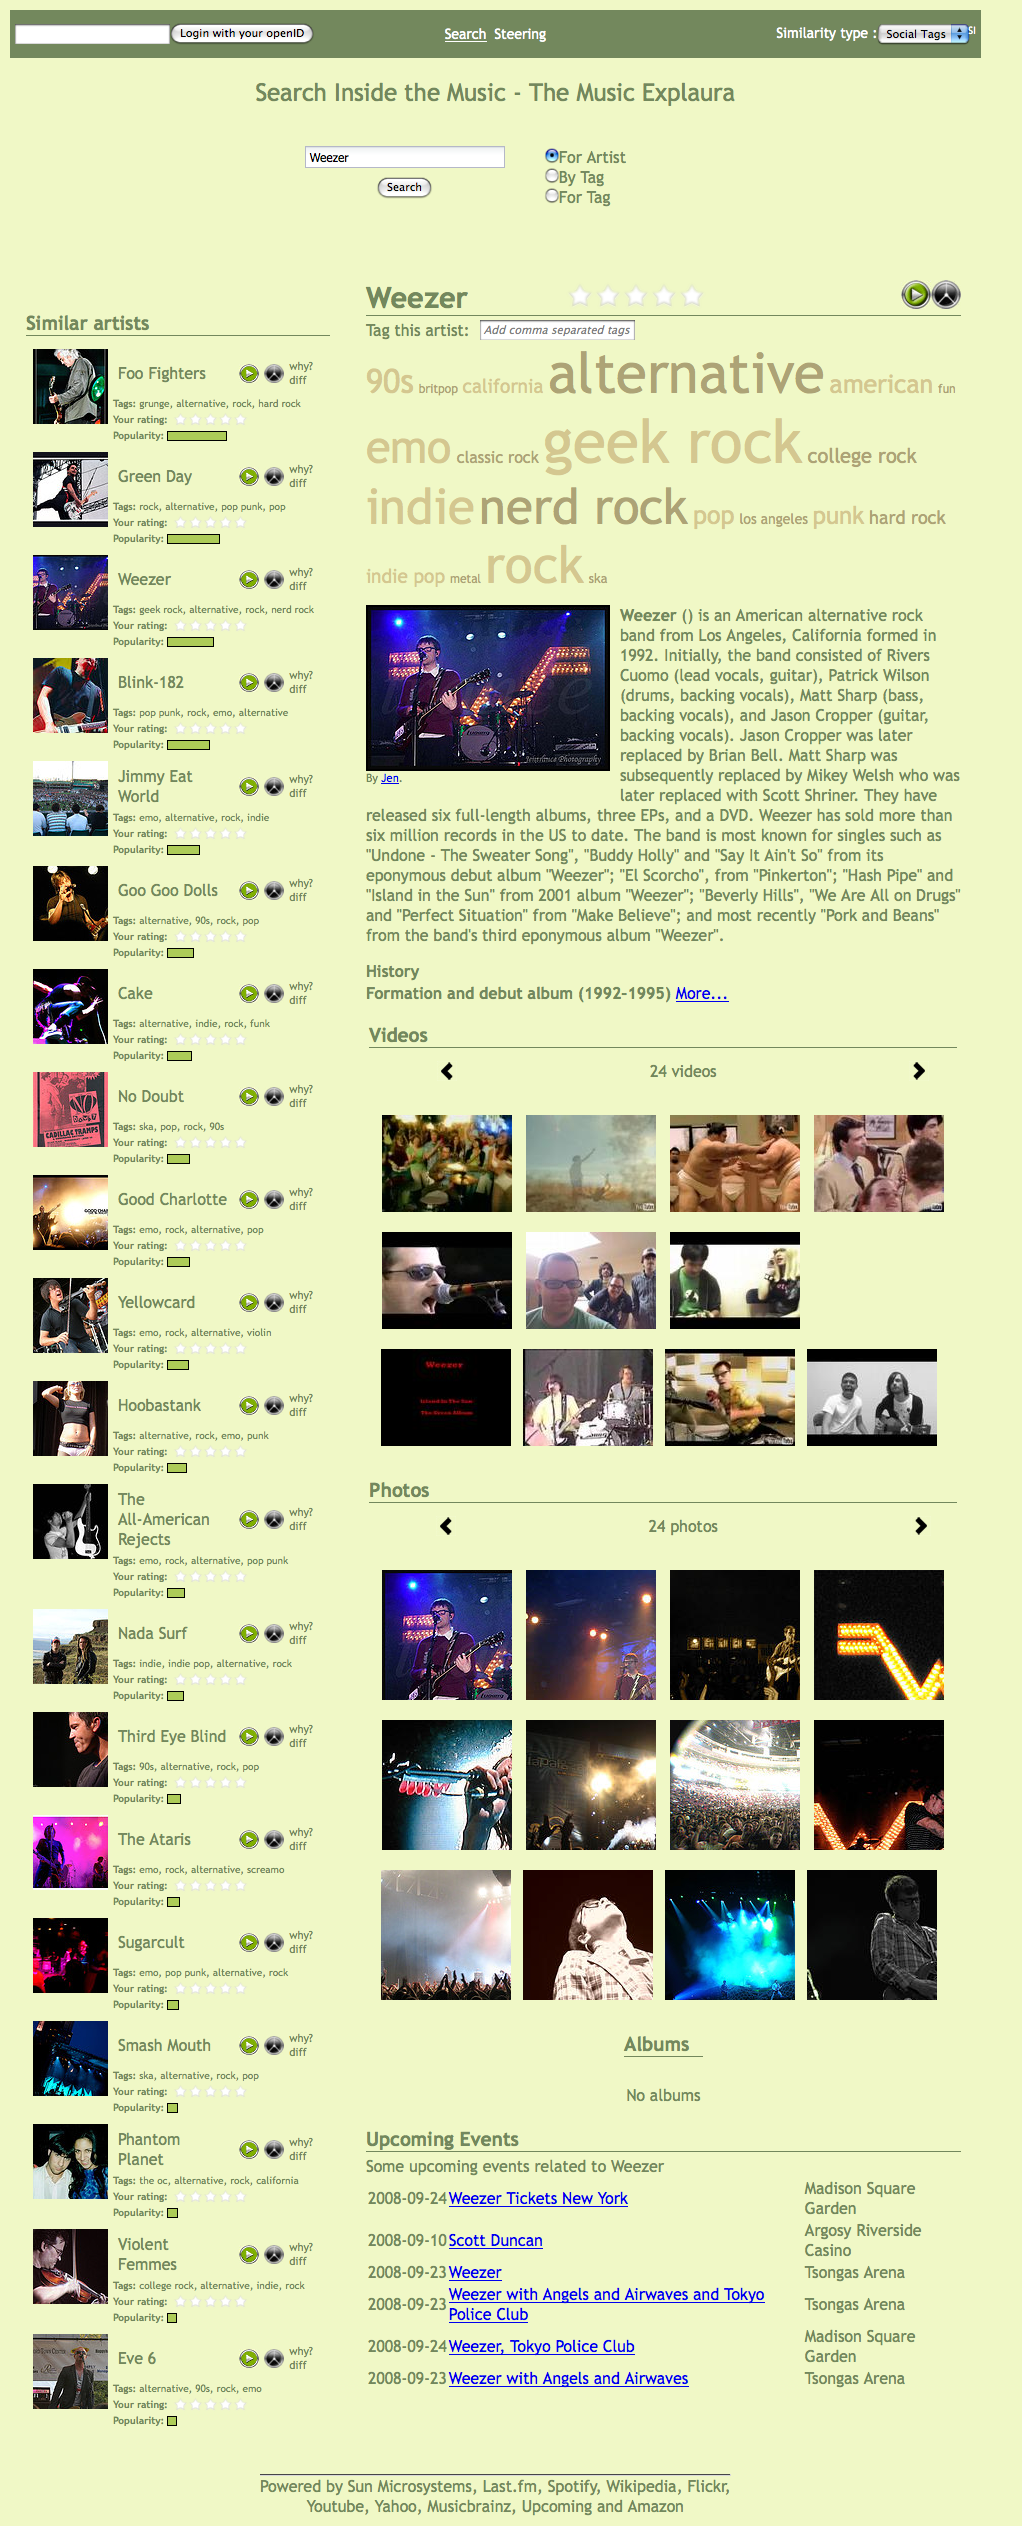 Login with your openID
Search Steering
Similarity type : Social Tags SI
Search Inside the Music - The Music Explaura
Weezer
Search
For Artist
By Tag
For Tag
Similar artists
Foo Fighters
why?
diff
Tags: grunge, alternative, rock, hard rock
Your rating:
Popularity:
Green Day
why?
diff
Tags: rock, alternative, pop punk, pop
Your rating:
Popularity:
Weezer
why?
diff
Tags: geek rock, alternative, rock, nerd rock
Your rating:
Popularity:
Blink-182
why?
diff
Tags: pop punk, rock, emo, alternative
Your rating:
Popularity:
Jimmy Eat
World
why?
diff
Tags: emo, alternative, rock, indie
Your rating:
Popularity:
Goo Goo Dolls
why?
diff
Tags: alternative, 90s, rock, pop
Your rating:
Popularity:
Cake
why?
diff
Tags: alternative, indie, rock, funk
Your rating:
Popularity:
CADILLAC TRAMPS
No Doubt
why?
diff
Tags: ska, pop, rock, 90s
Your rating:
Popularity:
Good Charlotte
why?
diff
Tags: emo, rock, alternative, pop
Your rating:
Popularity:
Yellowcard
why?
diff
Tags: emo, rock, alternative, violin
Your rating:
Popularity:
Hoobastank
why?
diff
Tags: alternative, rock, emo, punk
Your rating:
Popularity:
The
All-American
Rejects
why?
diff
Tags: emo, rock, alternative, pop punk
Your rating:
Popularity:
Nada Surf
why?
diff
Tags: indie, indie pop, alternative, rock
Your rating:
Popularity:
Third Eye Blind
why?
diff
Tags: 90s, alternative, rock, pop
Your rating:
Popularity:
The Ataris
why?
diff
Tags: emo, rock, alternative, screamo
Your rating:
Popularity:
Sugarcult
why?
diff
Tags: emo, pop punk, alternative, rock
Your rating:
Popularity:
Smash Mouth
why?
diff
Tags: ska, alternative, rock, pop
Your rating:
Popularity:
Phantom
Planet
why?
diff
Tags: the oc, alternative, rock, california
Your rating:
Popularity:
Violent
Femmes
why?
diff
Tags: college rock, alternative, indie, rock
Your rating:
Popularity:
Eve 6
why?
diff
Tags: alternative, 90s, rock, emo
Your rating:
Popularity:
Weezer
Tag this artist: Add comma separated tags
90s britpop california alternative american fun
emo classic rock geek rock college rock
indie nerd rock pop los angeles punk hard rock
indie pop metal rock ska
Jentruce Photography
By Jen.
Weezer () is an American alternative rock
band from Los Angeles, California formed in
1992. Initially, the band consisted of Rivers
Cuomo (lead vocals, guitar), Patrick Wilson
(drums, backing vocals), Matt Sharp (bass,
backing vocals), and Jason Cropper (guitar,
backing vocals). Jason Cropper was later
replaced by Brian Bell. Matt Sharp was
subsequently replaced by Mikey Welsh who was
later replaced with Scott Shriner. They have
released six full-length albums, three EPs, and a DVD. Weezer has sold more than
six million records in the US to date. The band is most known for singles such as
"Undone - The Sweater Song", "Buddy Holly" and "Say It Ain't So" from its
eponymous debut album "Weezer"; "El Scorcho", from "Pinkerton"; "Hash Pipe" and
"Island in the Sun" from 2001 album "Weezer"; "Beverly Hills", "We Are All on Drugs"
and "Perfect Situation" from "Make Believe"; and most recently "Pork and Beans"
from the band's third eponymous album "Weezer".
History
Formation and debut album (1992–1995) More...
Videos
24 videos
Weezer
Island In The Sun
The Green Album
Photos
24 photos
Albums
No albums
Upcoming Events
Some upcoming events related to Weezer
2008-09-24 Weezer Tickets New York Madison Square
Garden
2008-09-10 Scott Duncan Argosy Riverside
Casino
2008-09-23 Weezer Tsongas Arena
2008-09-23 Weezer with Angels and Airwaves and Tokyo
Police Club Tsongas Arena
2008-09-24 Weezer, Tokyo Police Club Madison Square
Garden
2008-09-23 Weezer with Angels and Airwaves Tsongas Arena
Powered by Sun Microsystems, Last.fm, Spotify, Wikipedia, Flickr,
Youtube, Yahoo, Musicbrainz, Upcoming and Amazon